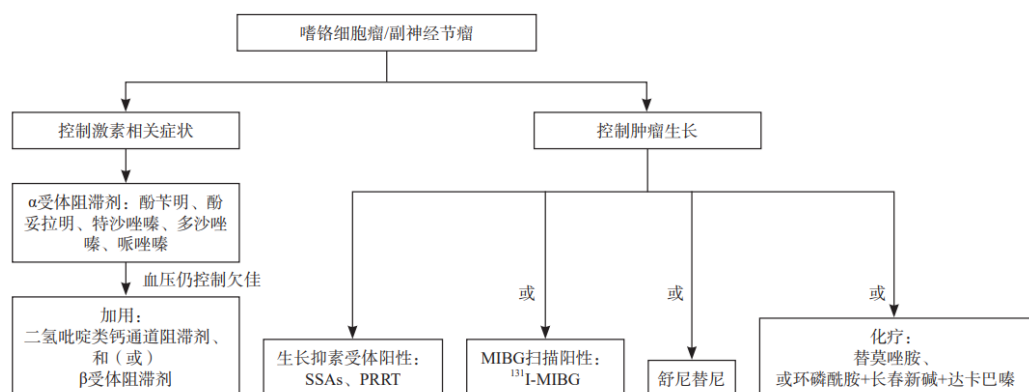 嗜铬细胞瘤/副神经节瘤
控制激素相关症状
控制肿瘤生长
α受体阻滞剂：酚苄明、酚
妥拉明、特沙唑嗪、多沙唑
嗪、哌唑嗪
血压仍控制欠佳
加用：
二氢吡啶类钙通道阻滞剂、
和（或）
β受体阻滞剂
生长抑素受体阳性：
SSAs、PRRT
或
MIBG扫描阳性：
¹³¹I-MIBG
或
舒尼替尼
或
化疗：
替莫唑胺、
或环磷酰胺+长春新碱+达卡巴嗪